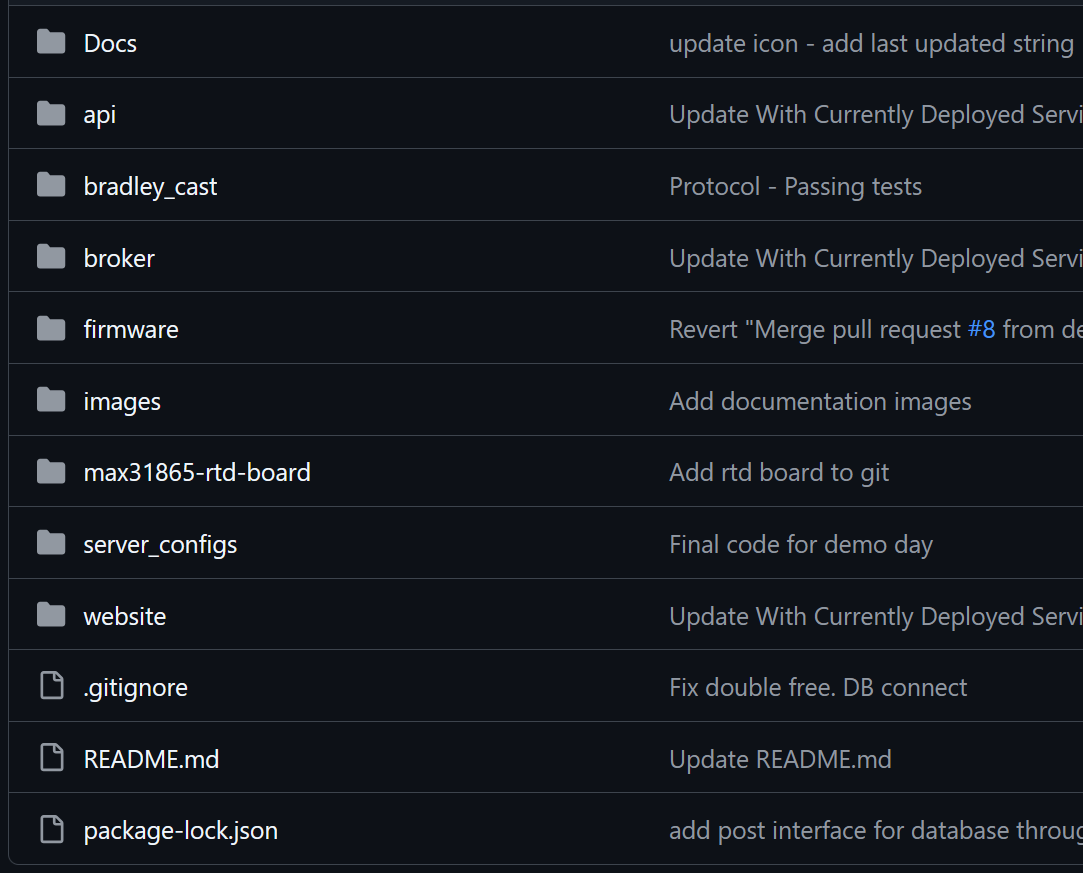 Docs update icon - add last updated string
api Update With Currently Deployed Servi
bradley_cast Protocol - Passing tests
broker Update With Currently Deployed Servi
firmware Revert "Merge pull request #8 from de
images Add documentation images
max31865-rtd-board Add rtd board to git
server_configs Final code for demo day
website Update With Currently Deployed Servi
.gitignore Fix double free. DB connect
README.md Update README.md
package-lock.json add post interface for database throug